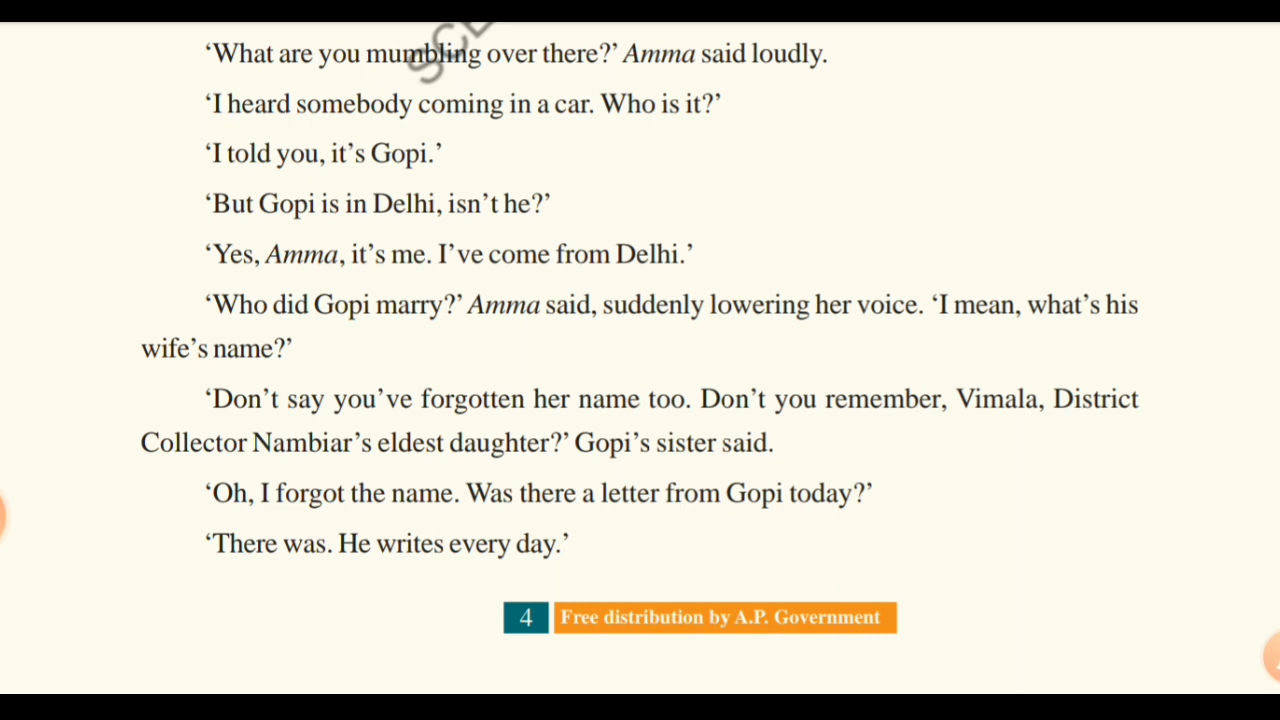 ‘What are you mumbling over there?’ Amma said loudly.
‘I heard somebody coming in a car. Who is it?’
‘I told you, it’s Gopi.’
‘But Gopi is in Delhi, isn’t he?’
‘Yes, Amma, it’s me. I’ve come from Delhi.’
‘Who did Gopi marry?’ Amma said, suddenly lowering her voice. ‘I mean, what’s his
wife’s name?’
‘Don’t say you’ve forgotten her name too. Don’t you remember, Vimala, District
Collector Nambiar’s eldest daughter?’ Gopi’s sister said.
‘Oh, I forgot the name. Was there a letter from Gopi today?’
‘There was. He writes every day.’
4 Free distribution by A.P. Government